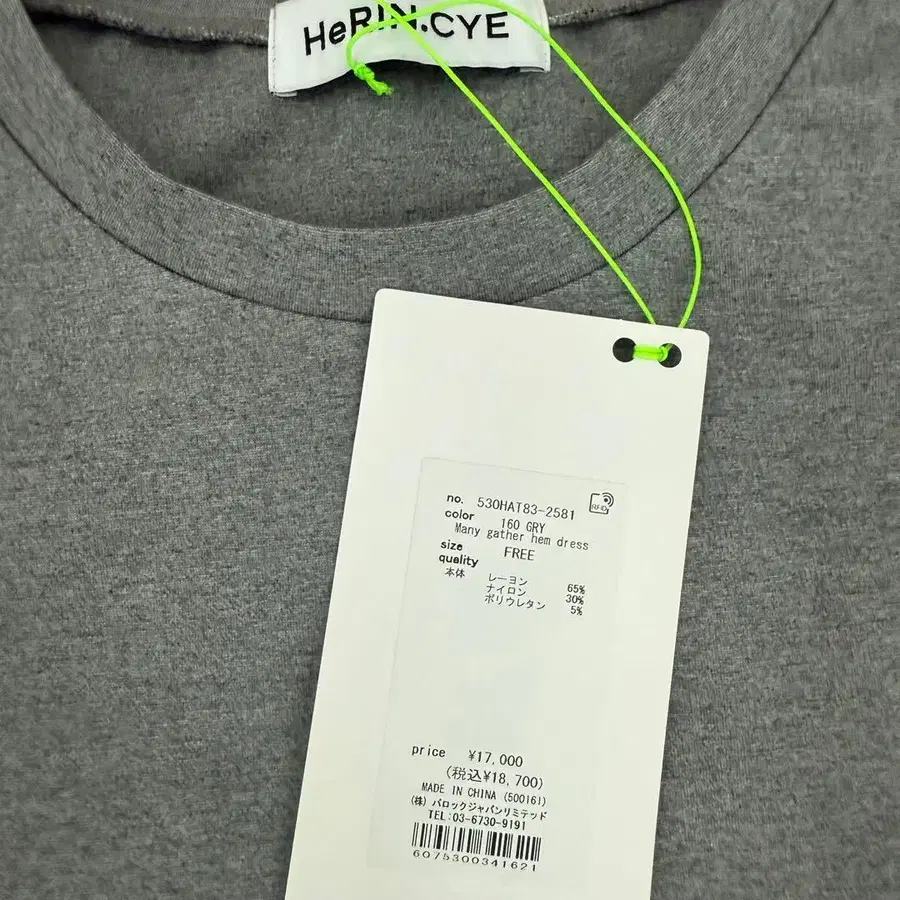 HeRIN.CYE
no. 530HAT83-2581
RFID
color 160 GRY
Many gather hem dress
size FREE
quality
本体 レーヨン 65%
ナイロン 30%
ポリウレタン 5%
price ¥17,000
(税込¥18,700)
MADE IN CHINA (500161)
(株) バロックジャパンリミテッド
TEL:03-6730-9191
6075300341621